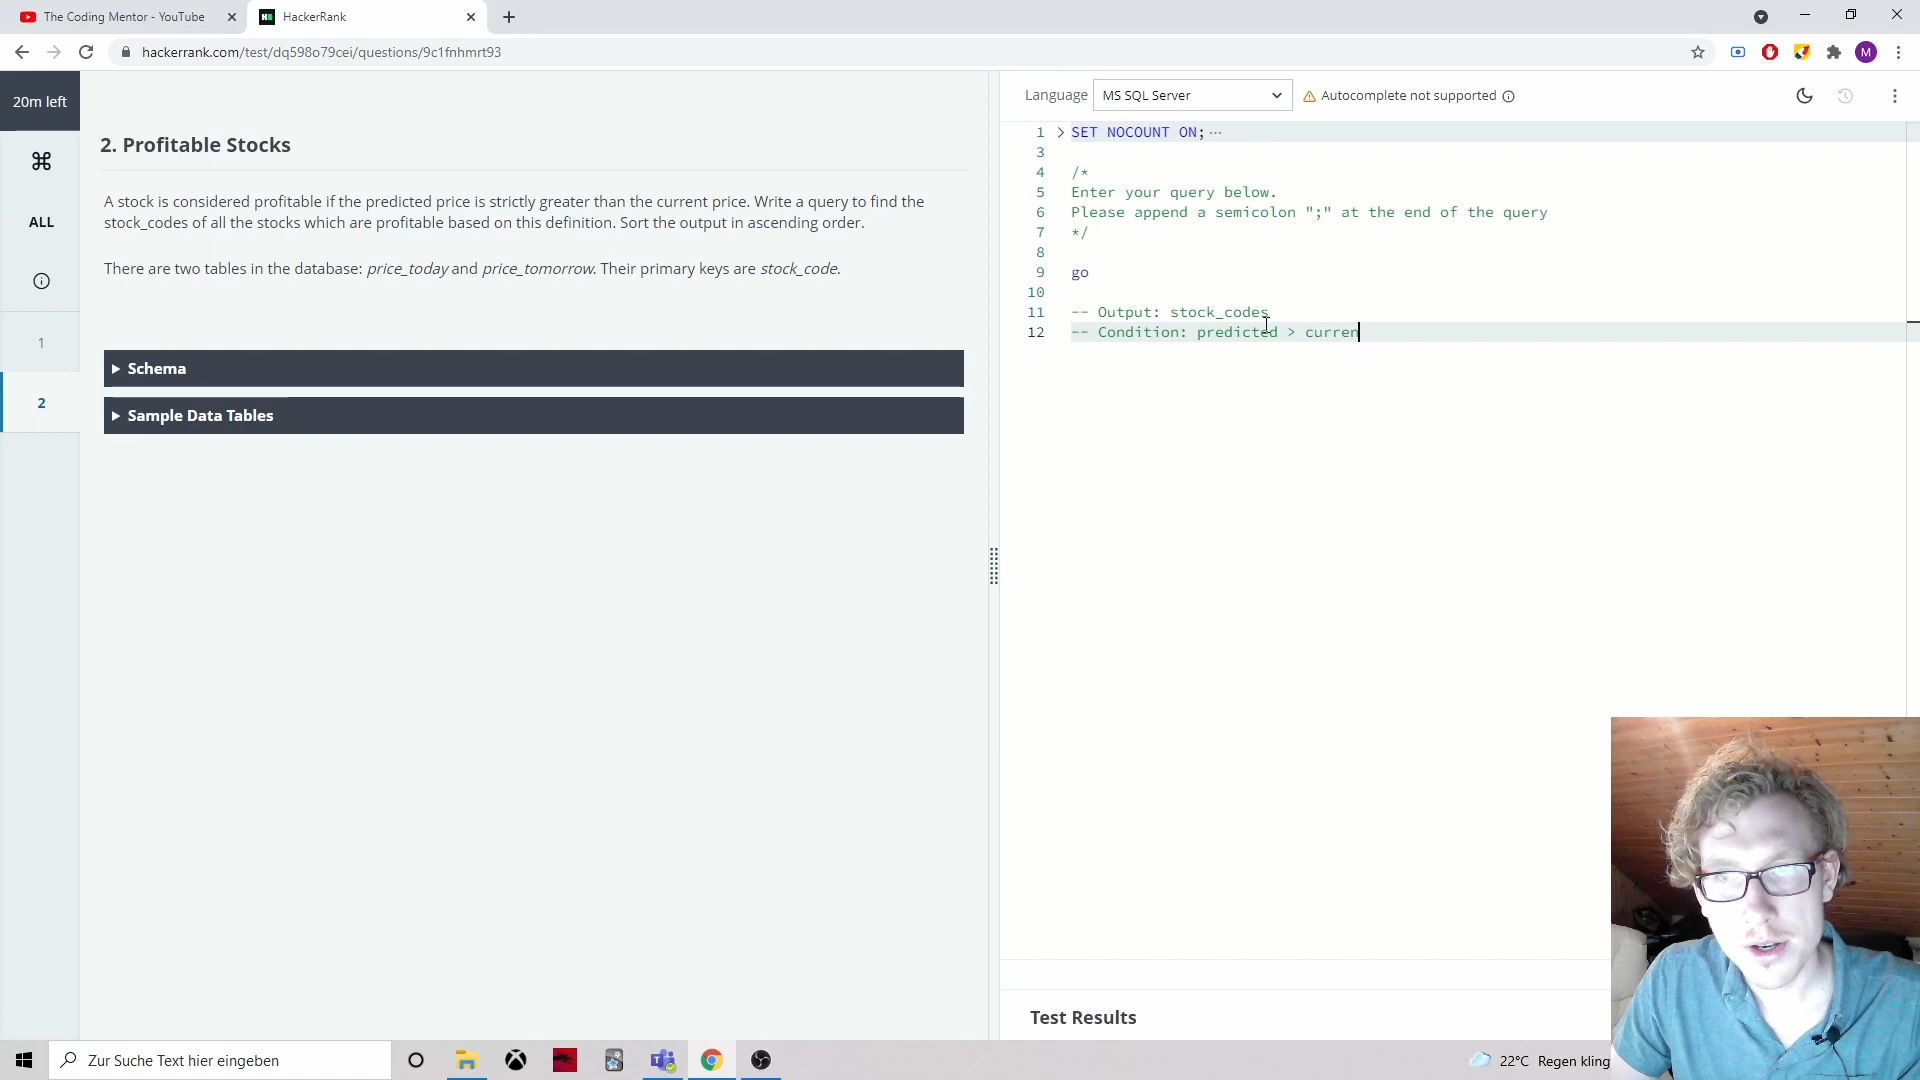 The Coding Mentor - YouTube
HackerRank
hackerrank.com/test/dq598o79cei/questions/9c1fnhmrt93
M
20m left
ALL
1
2
2. Profitable Stocks
A stock is considered profitable if the predicted price is strictly greater than the current price. Write a query to find the
stock_codes of all the stocks which are profitable based on this definition. Sort the output in ascending order.
There are two tables in the database: price_today and price_tomorrow. Their primary keys are stock_code.
Schema
Sample Data Tables
Language
MS SQL Server
Autocomplete not supported
1 SET NOCOUNT ON; ···
3
4 /*
5 Enter your query below.
6 Please append a semicolon ";" at the end of the query
7 */
8
9 go
10
11 -- Output: stock_codes
12 -- Condition: predicted > curren
Test Results
Zur Suche Text hier eingeben
22°C Regen kling